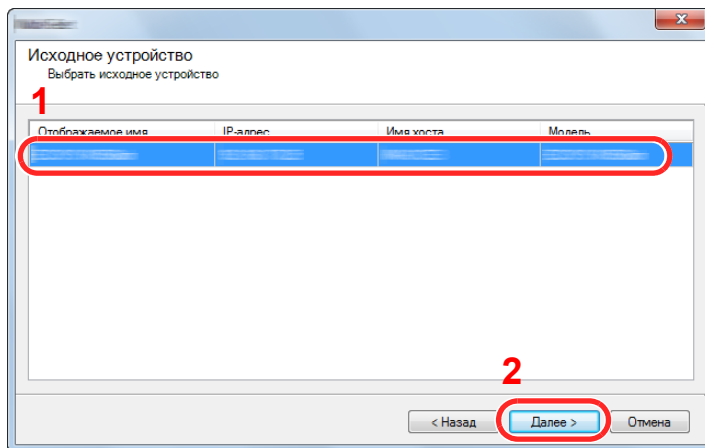 Исходное устройство
Выбрать исходное устройство
1
Отображаемое имя IP-адрес Имя хоста Модель
2
< Назад Далее > Отмена